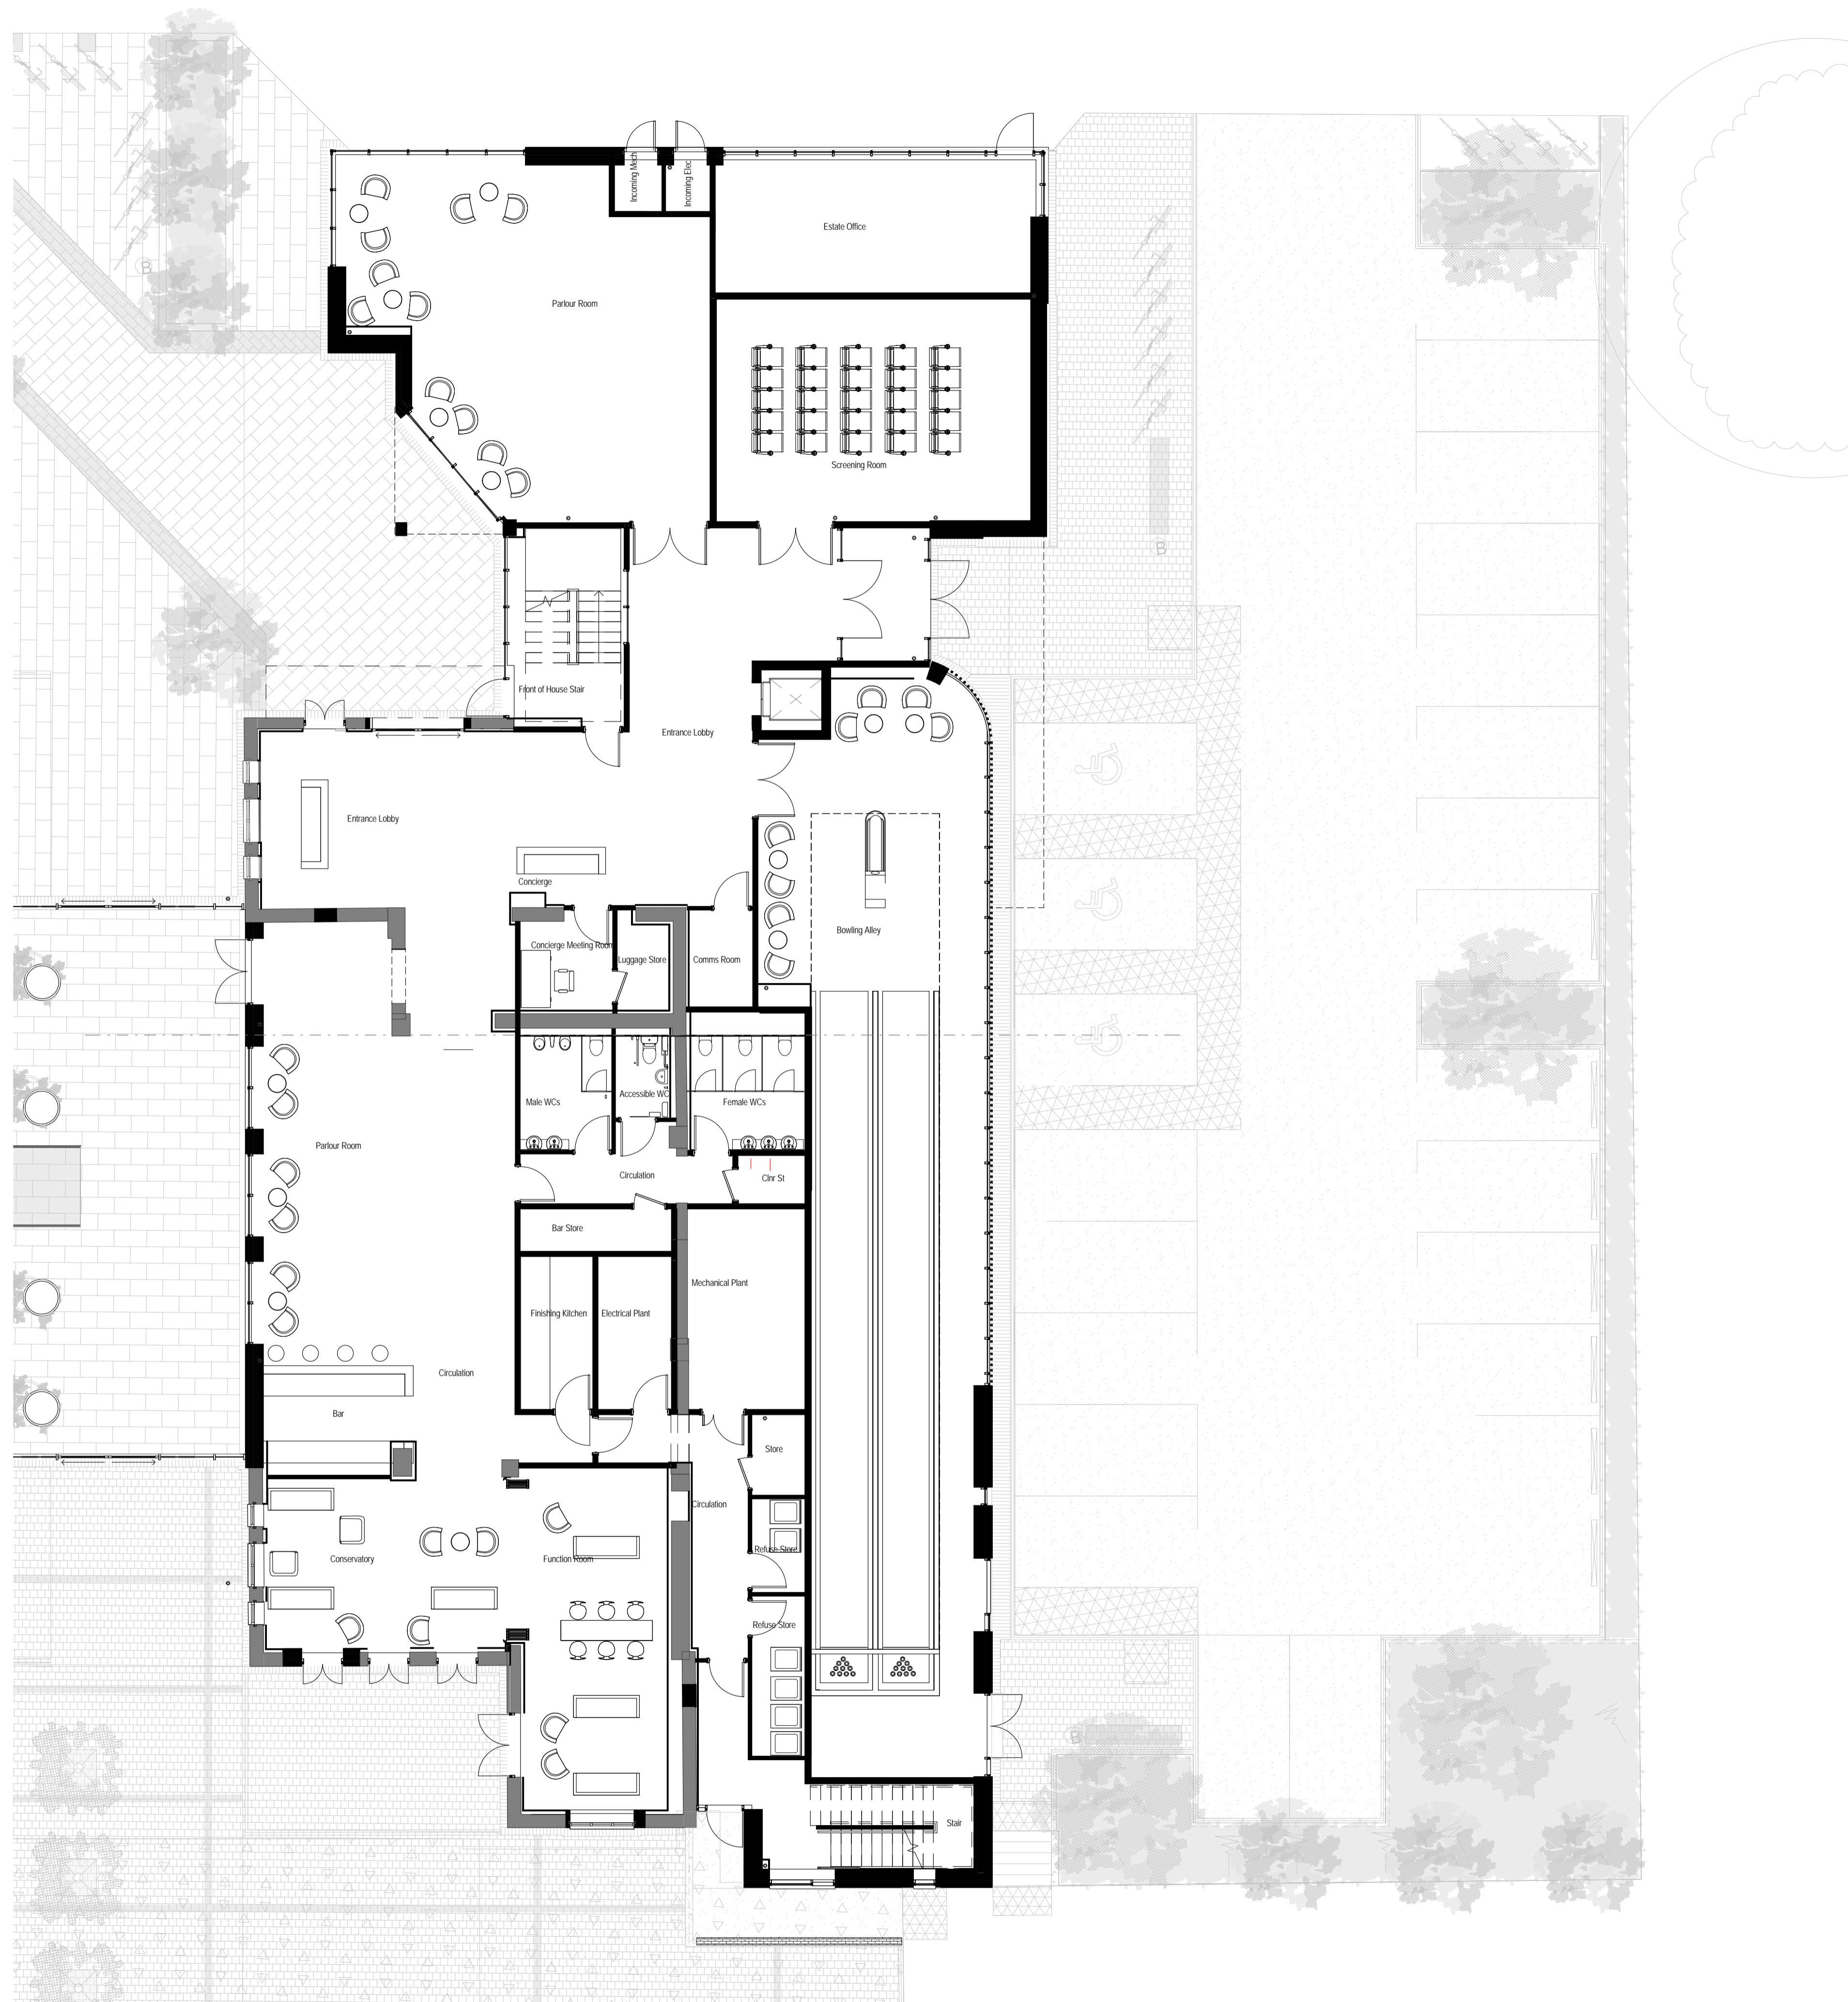 Incoming Mech
Incoming Elec
Estate Office
Parlour Room
Screening Room
B
B
Front of House Stair
Entrance Lobby
Entrance Lobby
Concierge
Bowling Alley
Concierge Meeting Room
Luggage Store
Comms Room
Male WCs
Accessible WC
Female WCs
Parlour Room
Circulation
Clnr St
Bar Store
Mechanical Plant
Finishing Kitchen
Electrical Plant
Circulation
Bar
Store
Circulation
Conservatory
Function Room
Refuse Store
Refuse Store
B
Stair